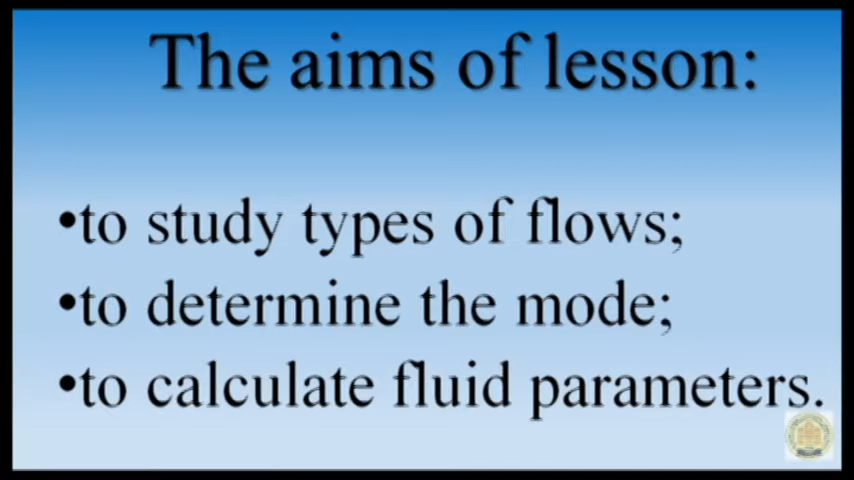 The aims of lesson:
•to study types of flows;
•to determine the mode;
•to calculate fluid parameters.